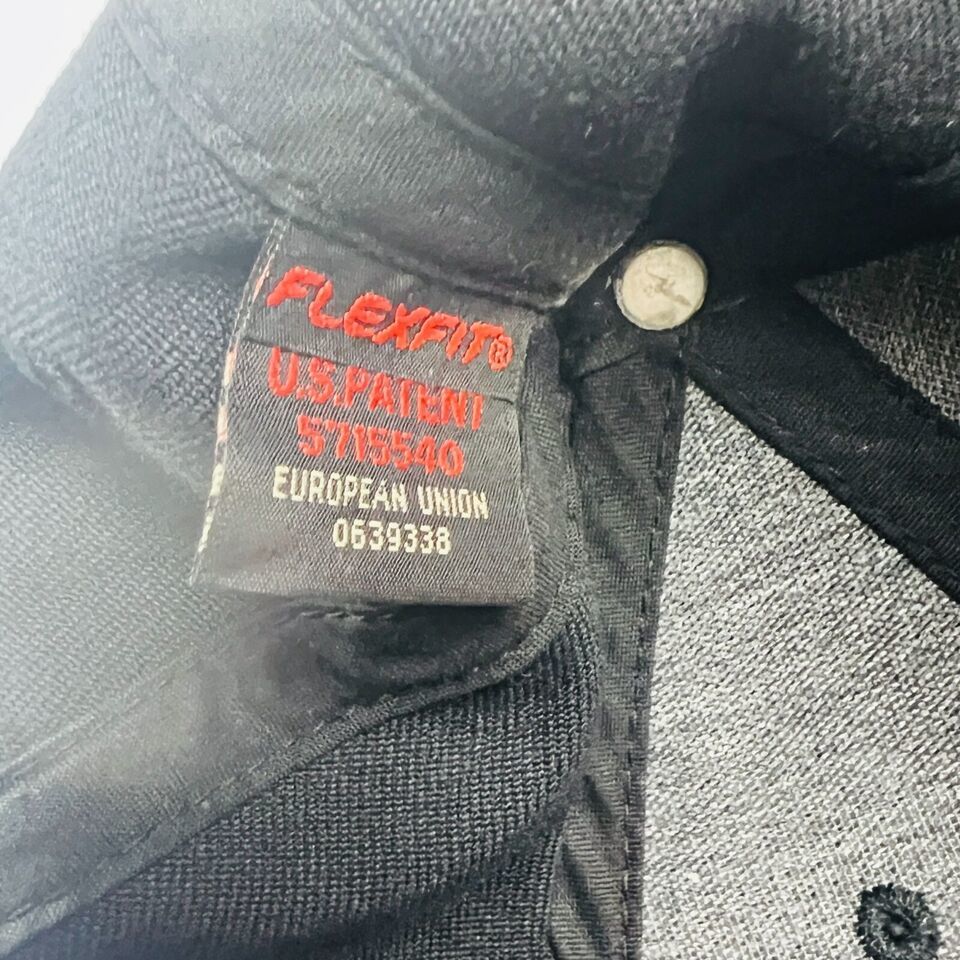 FLEXFIT®
U.S.PATENT
5715540
EUROPEAN UNION
0639338